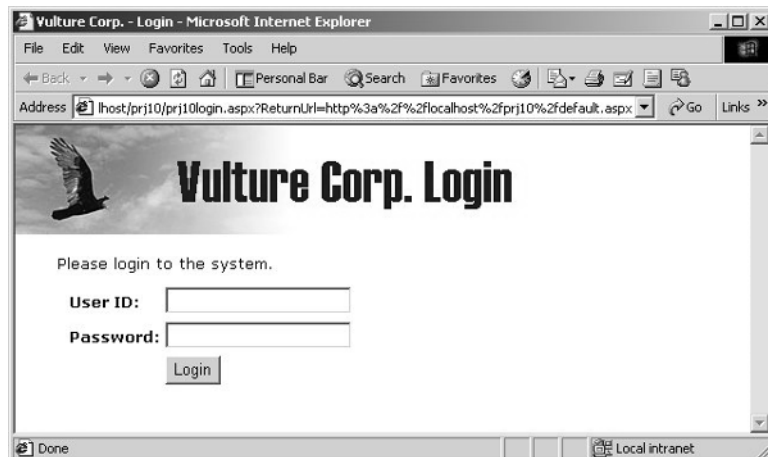 Vulture Corp. - Login - Microsoft Internet Explorer
File Edit View Favorites Tools Help
Back Personal Bar Search Favorites
Address lhost/prj10/prj10login.aspx?ReturnUrl=http%3a%2f%2flocalhost%2fprj10%2fdefault.aspx Go Links »
Vulture Corp. Login
Please login to the system.
User ID:
Password:
Login
Done Local intranet